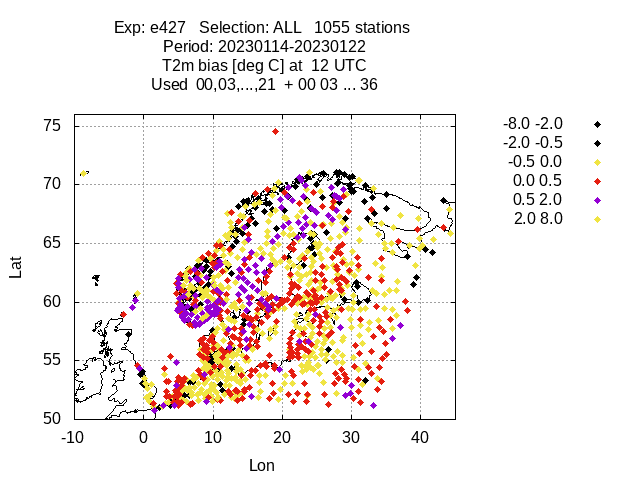 Exp: e427 Selection: ALL 1055 stations
Period: 20230114-20230122
T2m bias [deg C] at 12 UTC
Used 00,03,...,21 + 00 03 ... 36
-8.0 -2.0
-2.0 -0.5
-0.5 0.0
0.0 0.5
0.5 2.0
2.0 8.0
75
70
65
60
55
50
Lat
-10 0 10 20 30 40
Lon